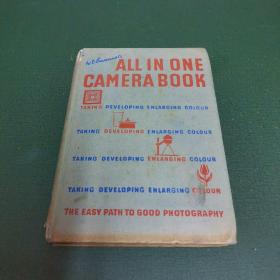 ALL IN ONE
CAMERA BOOK
TAKING DEVELOPING ENLARGING COLOUR
TAKING DEVELOPING ENLARGING COLOUR
TAKING DEVELOPING ENLARGING COLOUR
TAKING DEVELOPING ENLARGING COLOUR
THE EASY PATH TO GOOD PHOTOGRAPHY